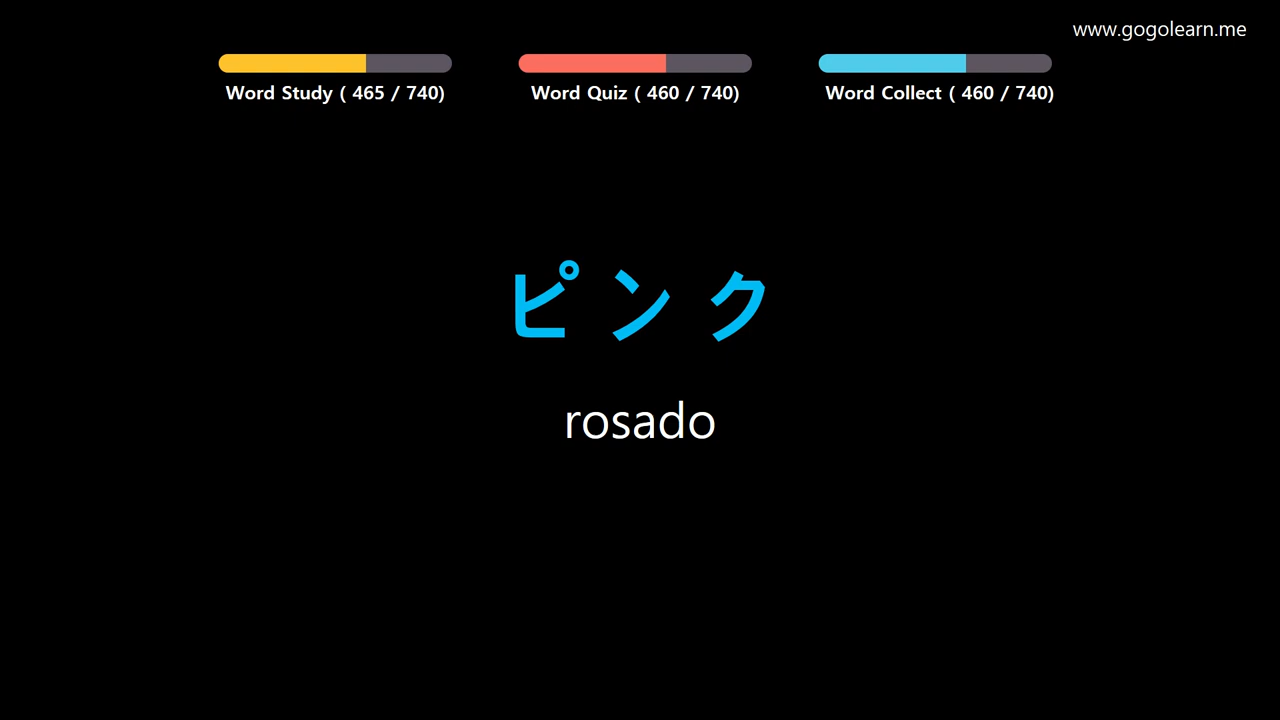 www.gogolearn.me
Word Study ( 465 / 740)
Word Quiz ( 460 / 740)
Word Collect ( 460 / 740)
ピンク
rosado